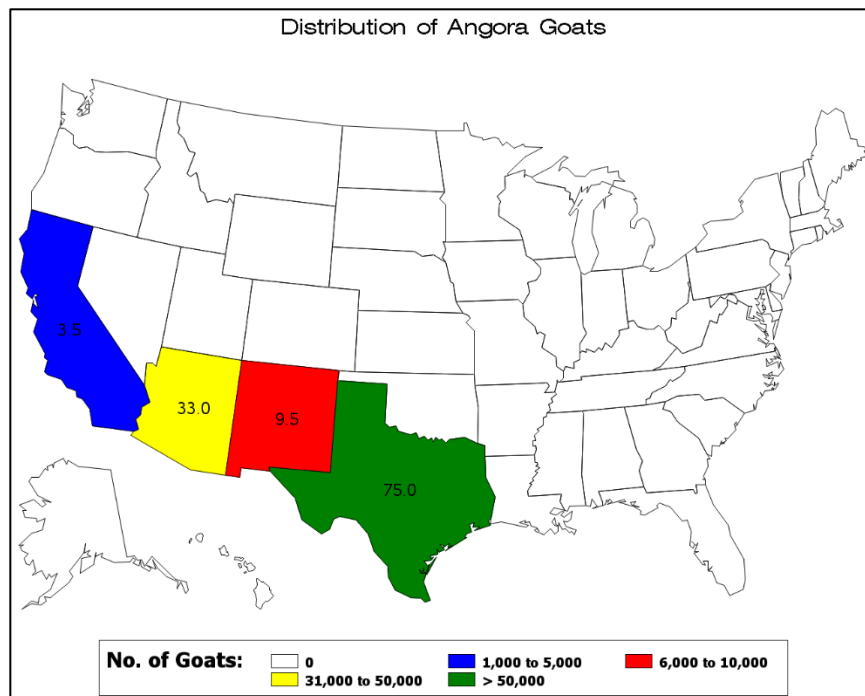 Distribution of Angora Goats
3.5
33.0
9.5
75.0
No. of Goats: 0 1,000 to 5,000 6,000 to 10,000
31,000 to 50,000 > 50,000